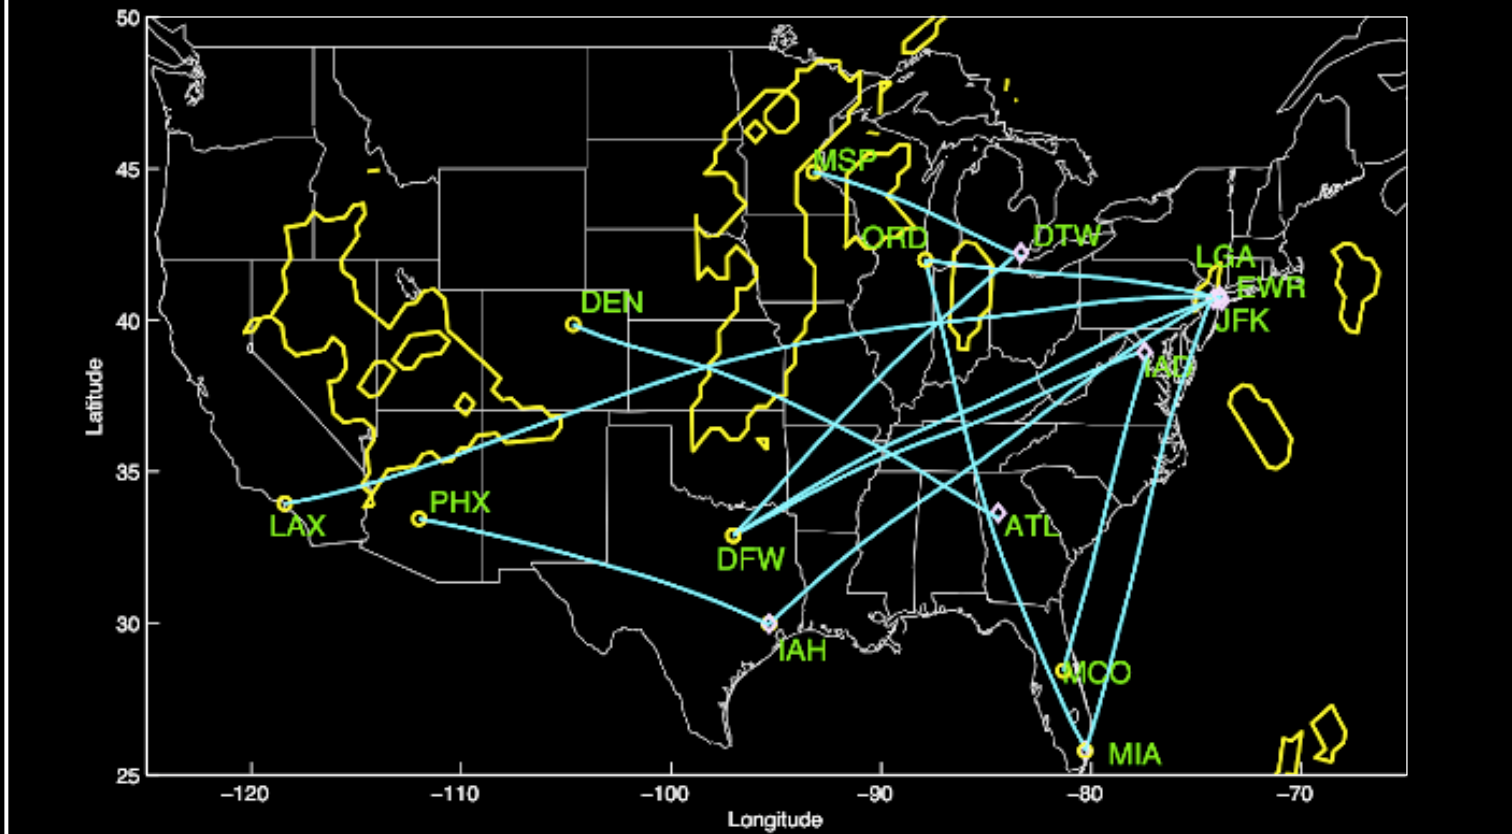 50
MSP
45
ORD
DTW
LGA
EWR
DEN
40
JFK
IAD
Latitude
35
PHX
LAX
ATL
DFW
30
IAH
MCO
MIA
25
−120
−110
−100
−90
−80
−70
Longitude